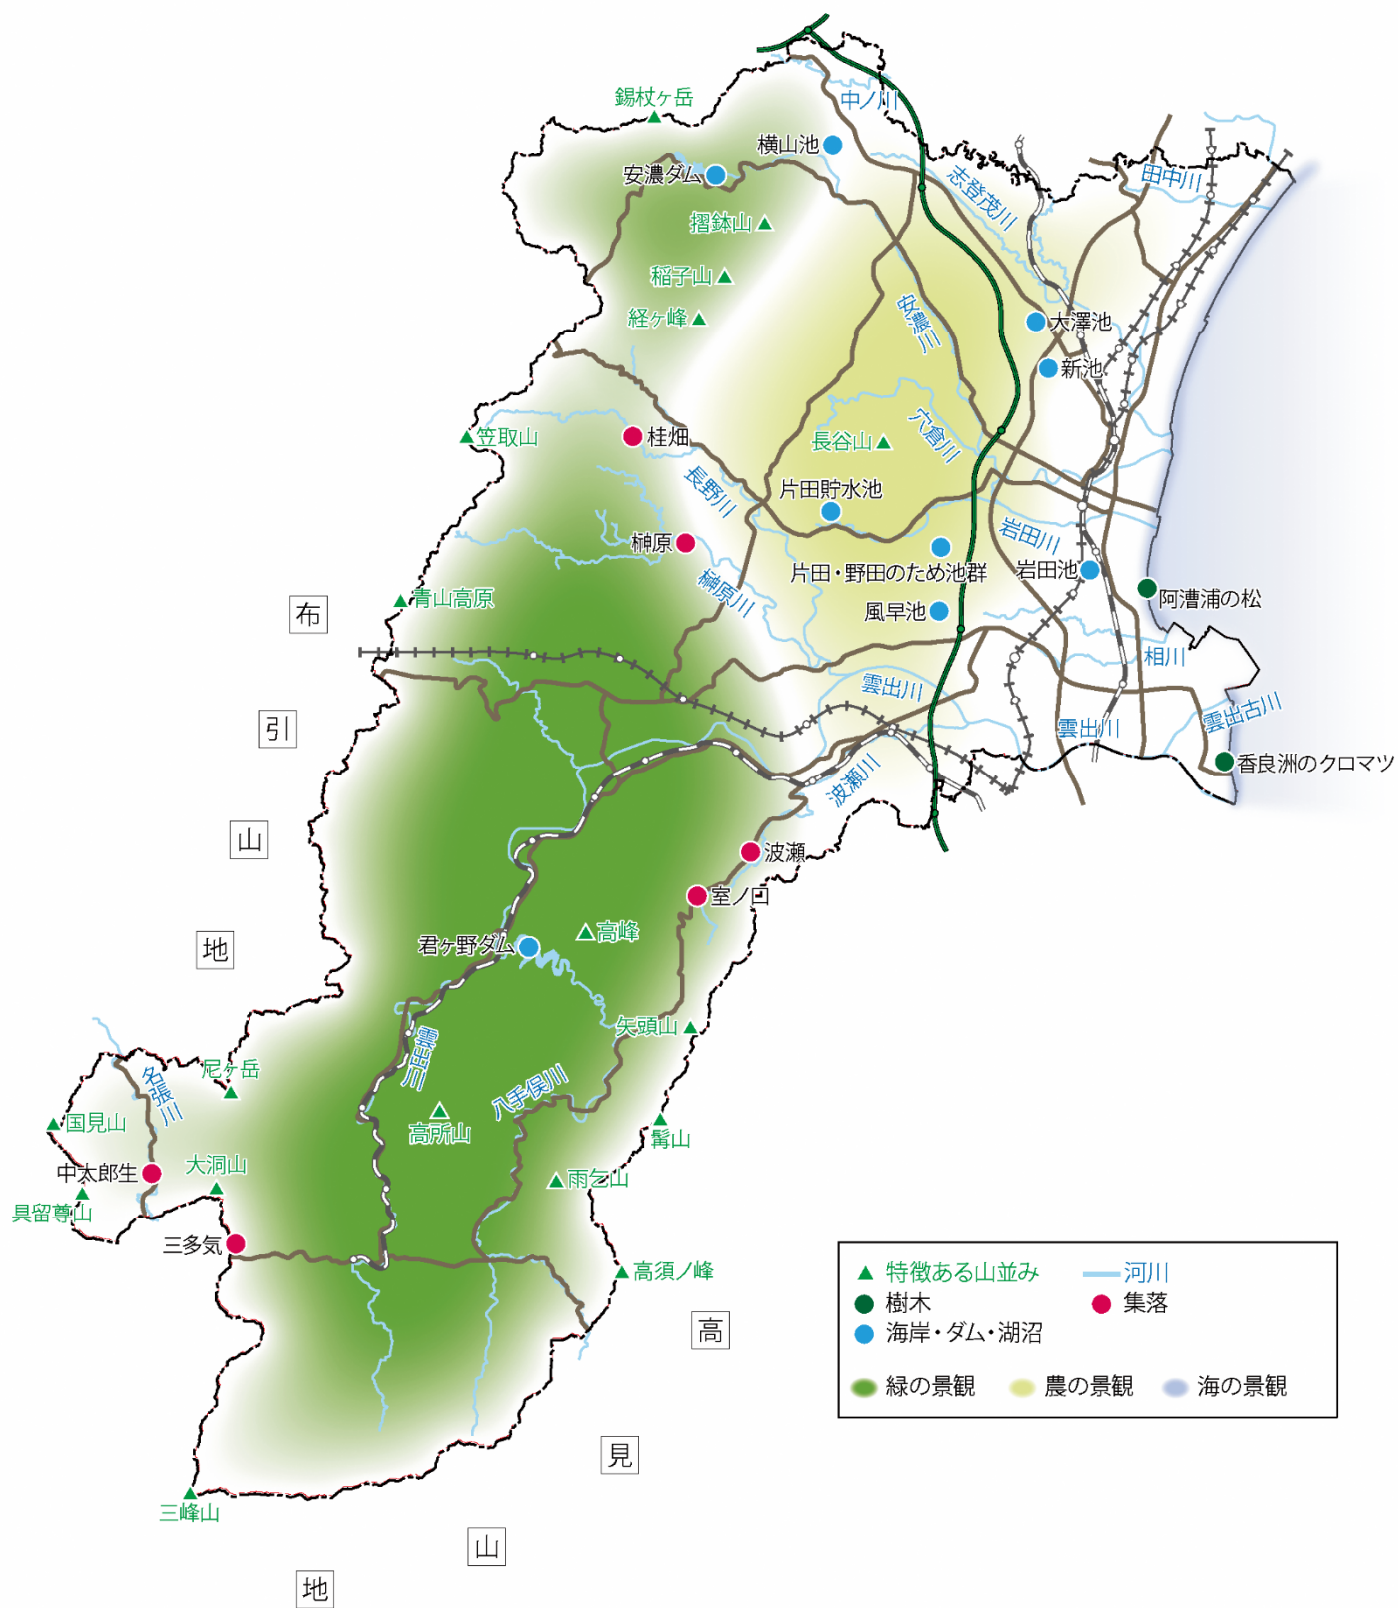 錫杖ヶ岳
中ノ川
横山池
安濃ダム
田中川
志登茂川
摺鉢山
稲子山
経ヶ峰
安濃川
大澤池
新池
笠取山
桂畑
長谷山
穴倉川
長野川
片田貯水池
岩田川
榊原
片田・野田のため池群
岩田池
榊原川
阿漕浦の松
青山高原
風早池
相川
雲出川
雲出川
雲出古川
波瀬川
香良洲のクロマツ
波瀬
室ノ口
高峰
君ヶ野ダム
矢頭山
雲出川
尼ヶ岳
名張川
八手俣川
国見山
高所山
髯山
中太郎生
大洞山
雨乞山
具留尊山
三多気
高須ノ峰
三峰山
布
引
山
地
高
見
山
地
特徴ある山並み
河川
樹木
集落
海岸・ダム・湖沼
緑の景観
農の景観
海の景観